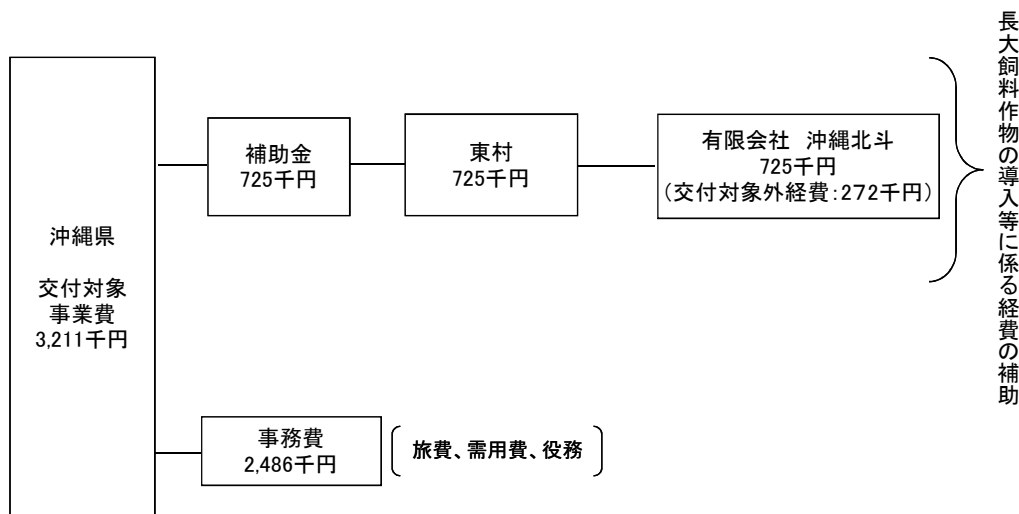 沖縄県
交付対象
事業費
3,211千円
補助金
725千円
東村
725千円
有限会社 沖縄北斗
725千円
（交付対象外経費：272千円）
長大飼料作物の導入等に係る経費の補助
事務費
2,486千円
旅費、需用費、役務